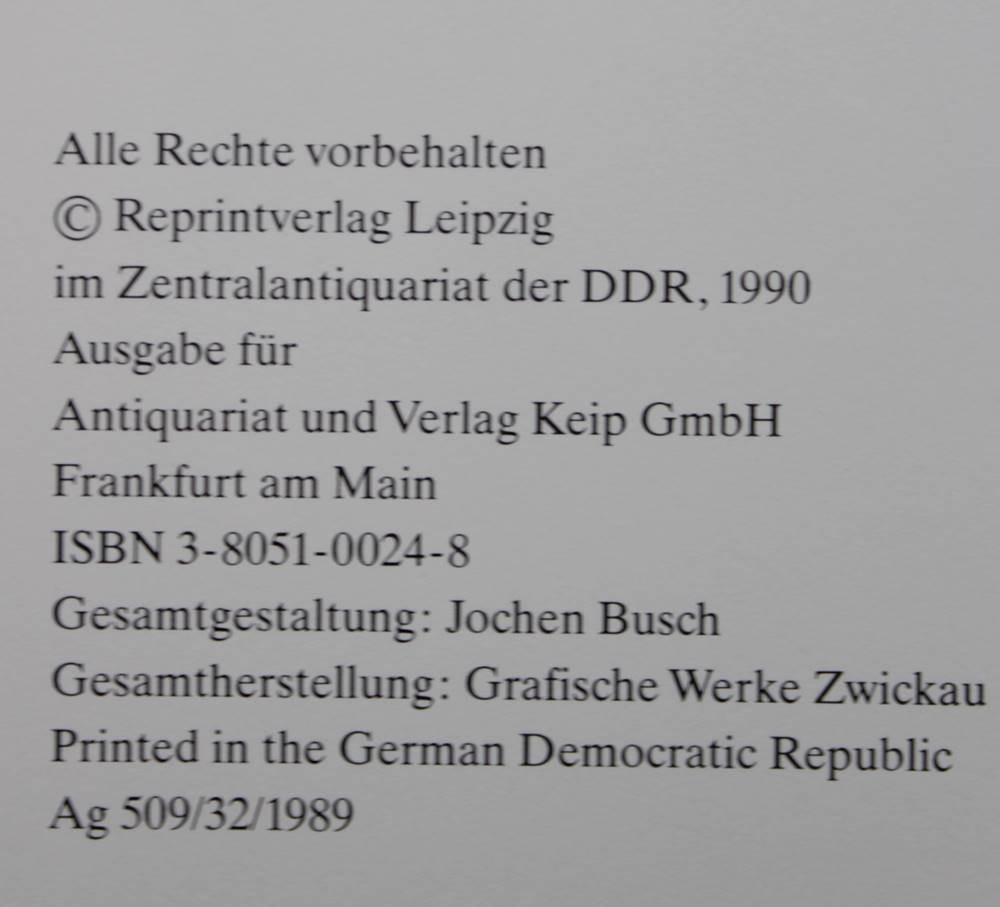 Alle Rechte vorbehalten
© Reprintverlag Leipzig
im Zentralantiquariat der DDR, 1990
Ausgabe für
Antiquariat und Verlag Keip GmbH
Frankfurt am Main
ISBN 3-8051-0024-8
Gesamtgestaltung: Jochen Busch
Gesamtherstellung: Grafische Werke Zwickau
Printed in the German Democratic Republic
Ag 509/32/1989